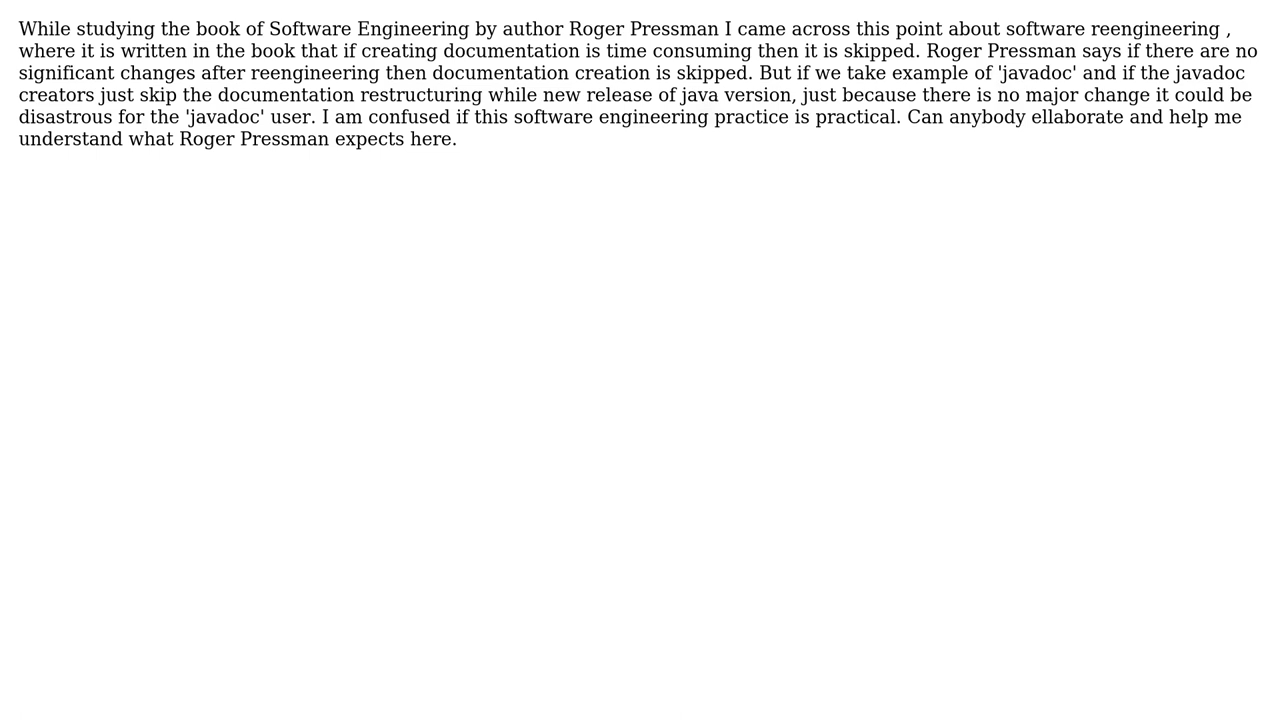 While studying the book of Software Engineering by author Roger Pressman I came across this point about software reengineering ,
where it is written in the book that if creating documentation is time consuming then it is skipped. Roger Pressman says if there are no
significant changes after reengineering then documentation creation is skipped. But if we take example of 'javadoc' and if the javadoc
creators just skip the documentation restructuring while new release of java version, just because there is no major change it could be
disastrous for the 'javadoc' user. I am confused if this software engineering practice is practical. Can anybody ellaborate and help me
understand what Roger Pressman expects here.